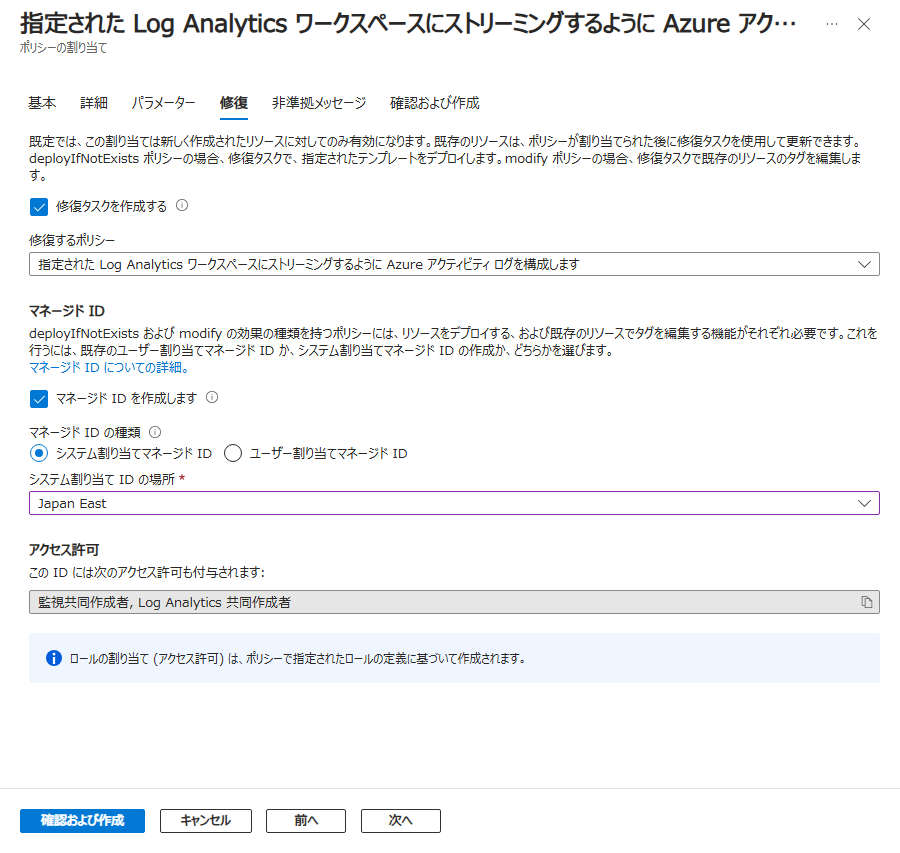 指定された Log Analytics ワークスペースにストリーミングするように Azure アク…
ポリシーの割り当て
基本 詳細 パラメーター 修復 非準拠メッセージ 確認および作成
既定では、この割り当ては新しく作成されたリソースに対してのみ有効になります。既存のリソースは、ポリシーが割り当てられた後に修復タスクを使用して更新できます。
deployIfNotExists ポリシーの場合、修復タスクで、指定されたテンプレートをデプロイします。modify ポリシーの場合、修復タスクで既存のリソースのタグを編集しま
す。
修復タスクを作成する
修復するポリシー
指定された Log Analytics ワークスペースにストリーミングするように Azure アクティビティ ログを構成します
マネージド ID
deployIfNotExists および modify の効果の種類を持つポリシーには、リソースをデプロイする、および既存のリソースでタグを編集する機能がそれぞれ必要です。これを
行うには、既存のユーザー割り当てマネージド ID か、システム割り当てマネージド ID の作成か、どちらかを選びます。
マネージド ID についての詳細。
マネージド ID を作成します
マネージド ID の種類
システム割り当てマネージド ID ユーザー割り当てマネージド ID
システム割り当て ID の場所 *
Japan East
アクセス許可
この ID には次のアクセス許可も付与されます:
監視共同作成者, Log Analytics 共同作成者
ロールの割り当て (アクセス許可) は、ポリシーで指定されたロールの定義に基づいて作成されます。
確認および作成 キャンセル 前へ 次へ